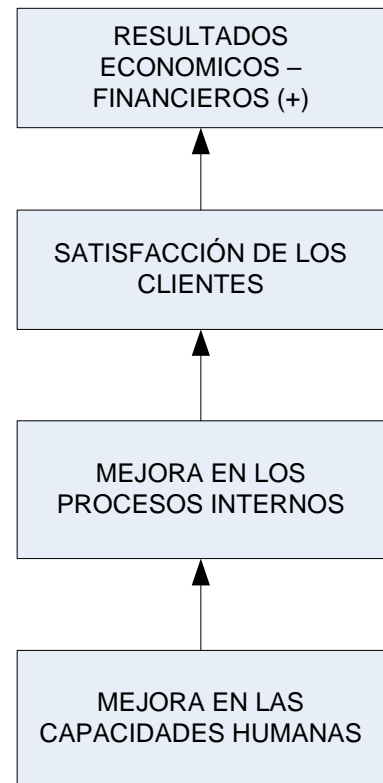 RESULTADOS
ECONOMICOS –
FINANCIEROS (+)
SATISFACCIÓN DE LOS
CLIENTES
MEJORA EN LOS
PROCESOS INTERNOS
MEJORA EN LAS
CAPACIDADES HUMANAS